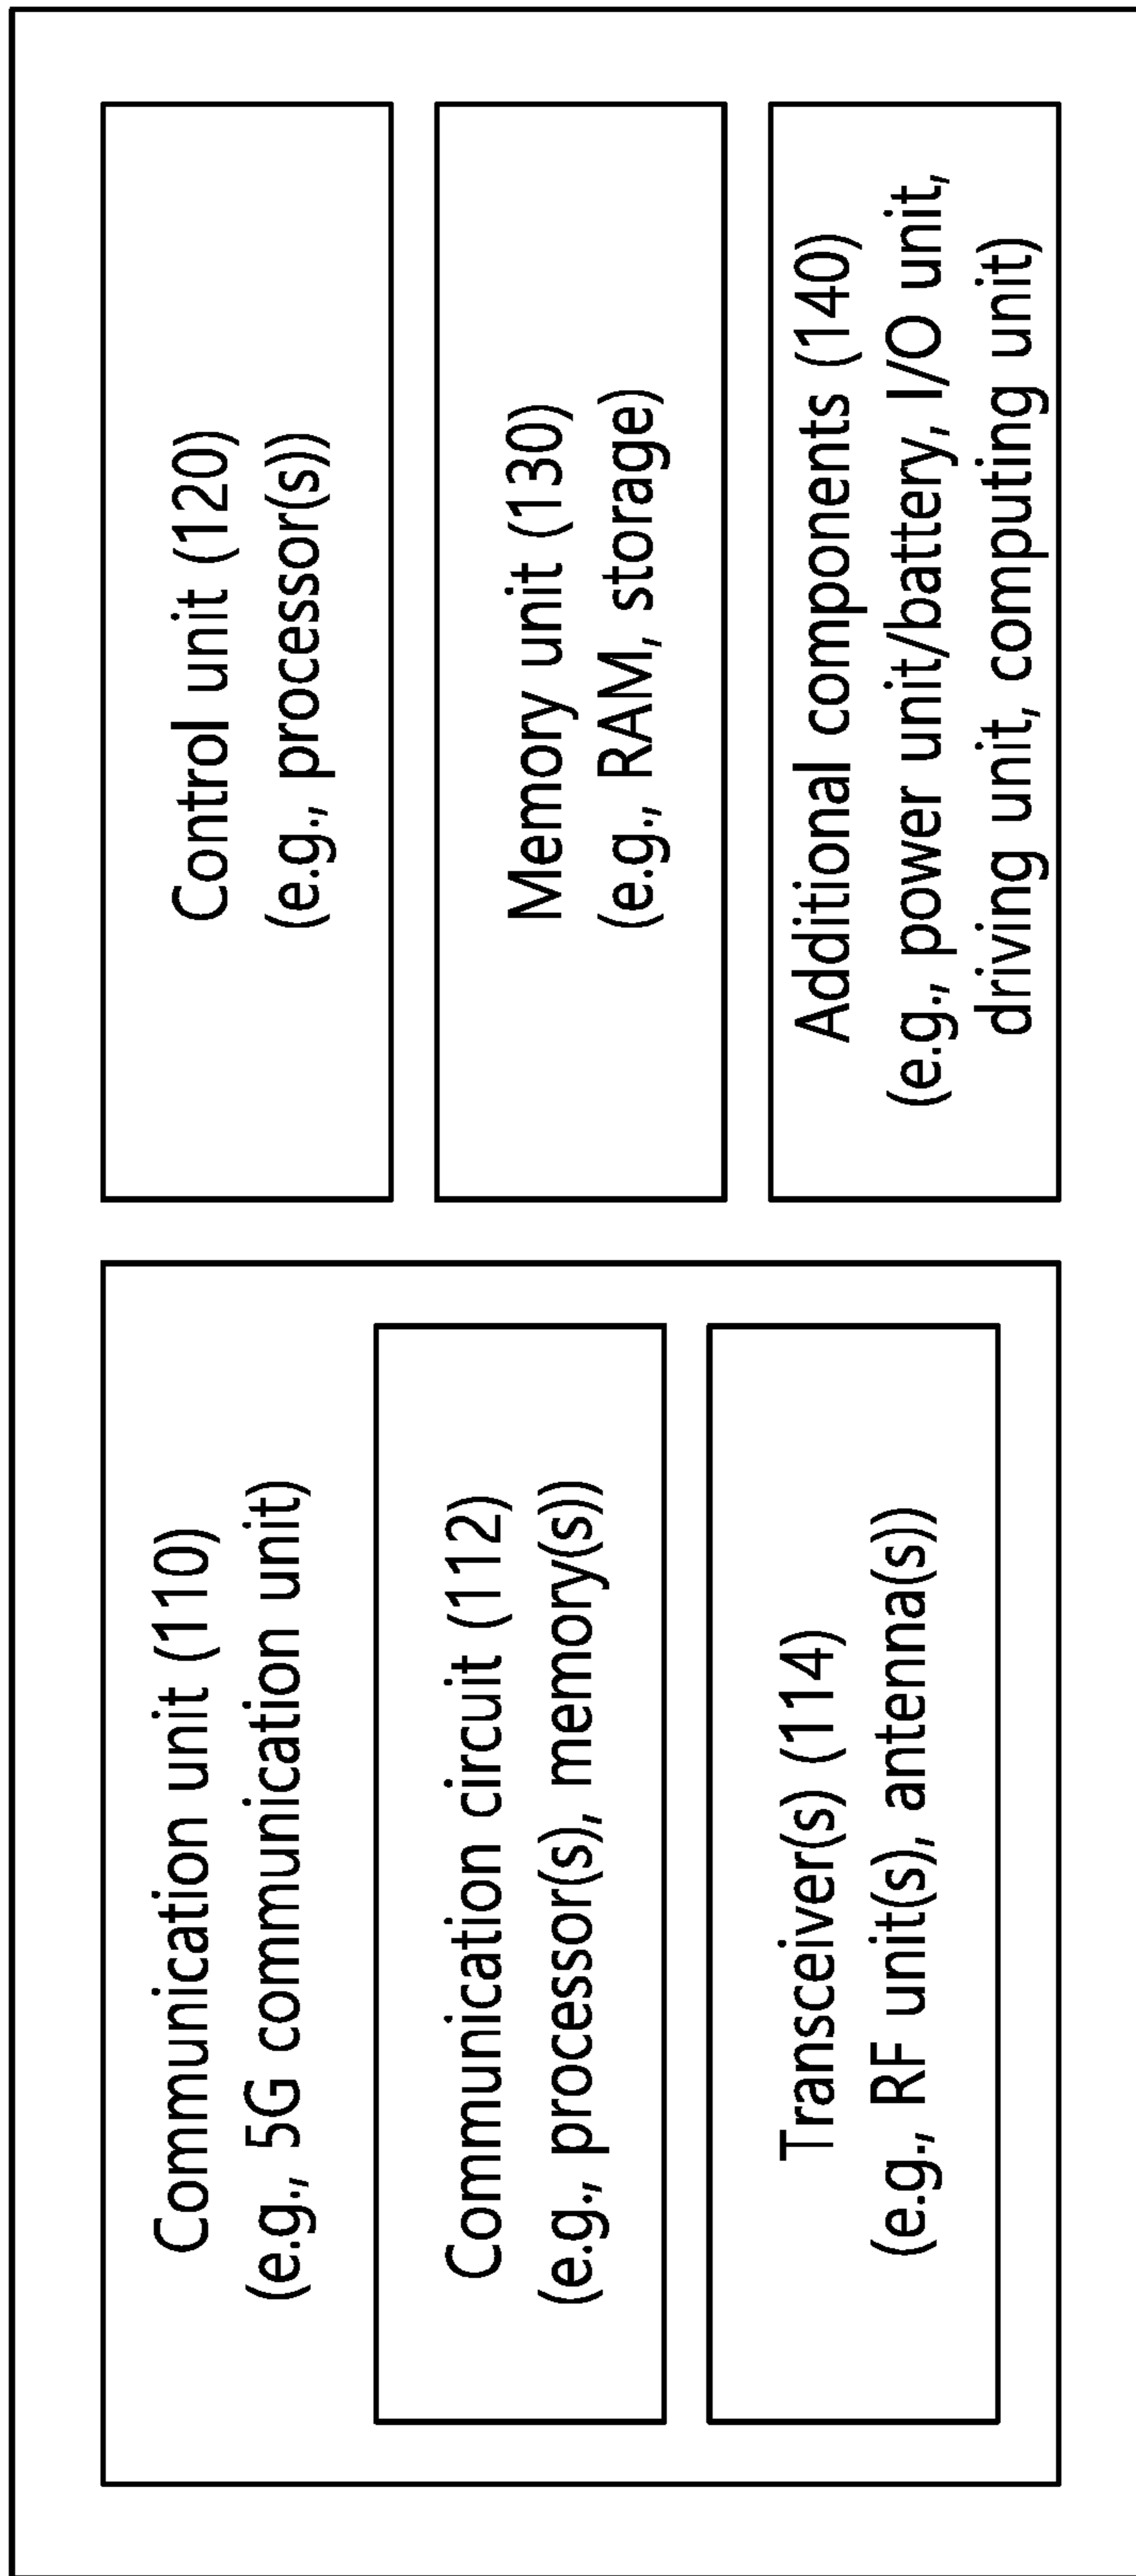 Communication unit (110)
(e.g., 5G communication unit)
Communication circuit (112)
(e.g., processor(s), memory(s))
Transceiver(s) (114)
(e.g., RF unit(s), antenna(s))
Control unit (120)
(e.g., processor(s))
Memory unit (130)
(e.g., RAM, storage)
Additional components (140)
(e.g., power unit/battery, I/O unit,
driving unit, computing unit)